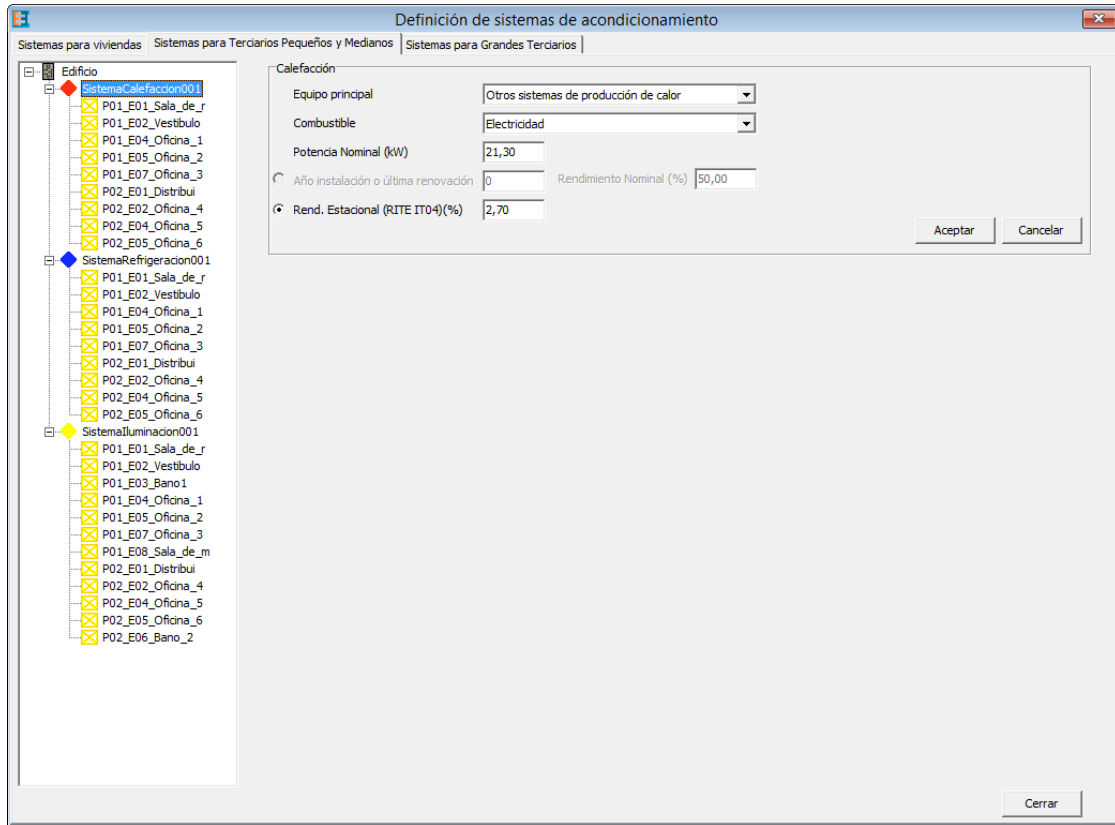 Definición de sistemas de acondicionamiento
Sistemas para viviendas
Sistemas para Terciarios Pequeños y Medianos
Sistemas para Grandes Terciarios
Edificio
SistemaCalefaccion001
P01_E01_Sala_de_r
P01_E02_Vestibulo
P01_E04_Oficina_1
P01_E05_Oficina_2
P01_E07_Oficina_3
P02_E01_Distribui
P02_E02_Oficina_4
P02_E04_Oficina_5
P02_E05_Oficina_6
SistemaRefrigeracion001
P01_E01_Sala_de_r
P01_E02_Vestibulo
P01_E04_Oficina_1
P01_E05_Oficina_2
P01_E07_Oficina_3
P02_E01_Distribui
P02_E02_Oficina_4
P02_E04_Oficina_5
P02_E05_Oficina_6
SistemaIluminacion001
P01_E01_Sala_de_r
P01_E02_Vestibulo
P01_E03_Bano1
P01_E04_Oficina_1
P01_E05_Oficina_2
P01_E07_Oficina_3
P01_E08_Sala_de_m
P02_E01_Distribui
P02_E02_Oficina_4
P02_E04_Oficina_5
P02_E05_Oficina_6
P02_E06_Bano_2
Calefacción
Equipo principal Otros sistemas de producción de calor
Combustible Electricidad
Potencia Nominal (kW) 21,30
Año instalación o última renovación 0 Rendimiento Nominal (%) 50,00
Rend. Estacional (RITE IT04)(%) 2,70
Aceptar Cancelar
Cerrar